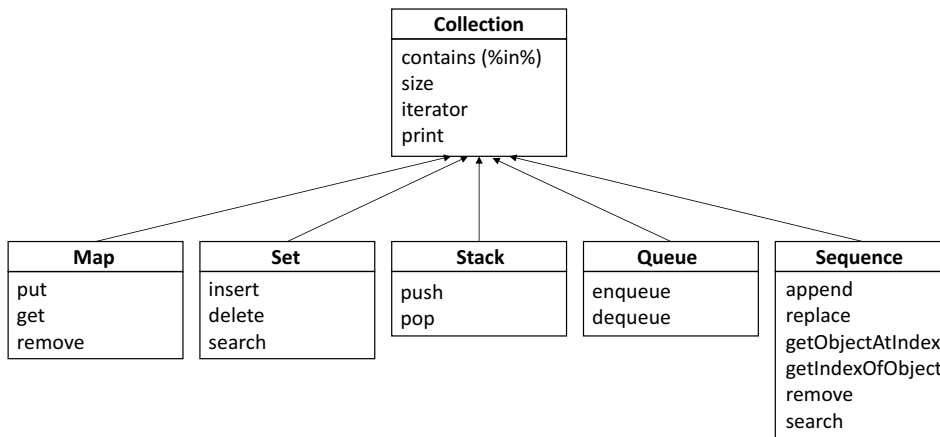 Collection
contains (%in%)
size
iterator
print
Map
put
get
remove
Set
insert
delete
search
Stack
push
pop
Queue
enqueue
dequeue
Sequence
append
replace
getObjectAtIndex
getIndexOfObject
remove
search